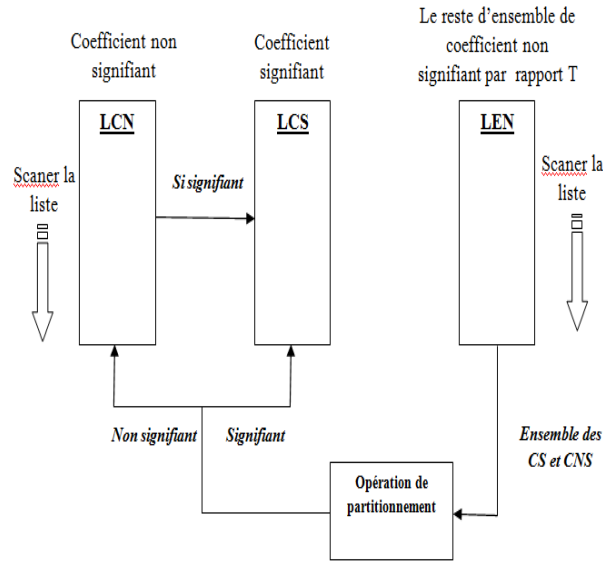 Coefficient non
signifiant
Coefficient
signifiant
Le reste d'ensemble de
coefficient non
signifiant par rapport T
LCN
LCS
LEN
Scaner la
liste
Si signifiant
Scaner la
liste
Non signifiant
Signifiant
Ensemble des
CS et CNS
Opération de
partitionnement